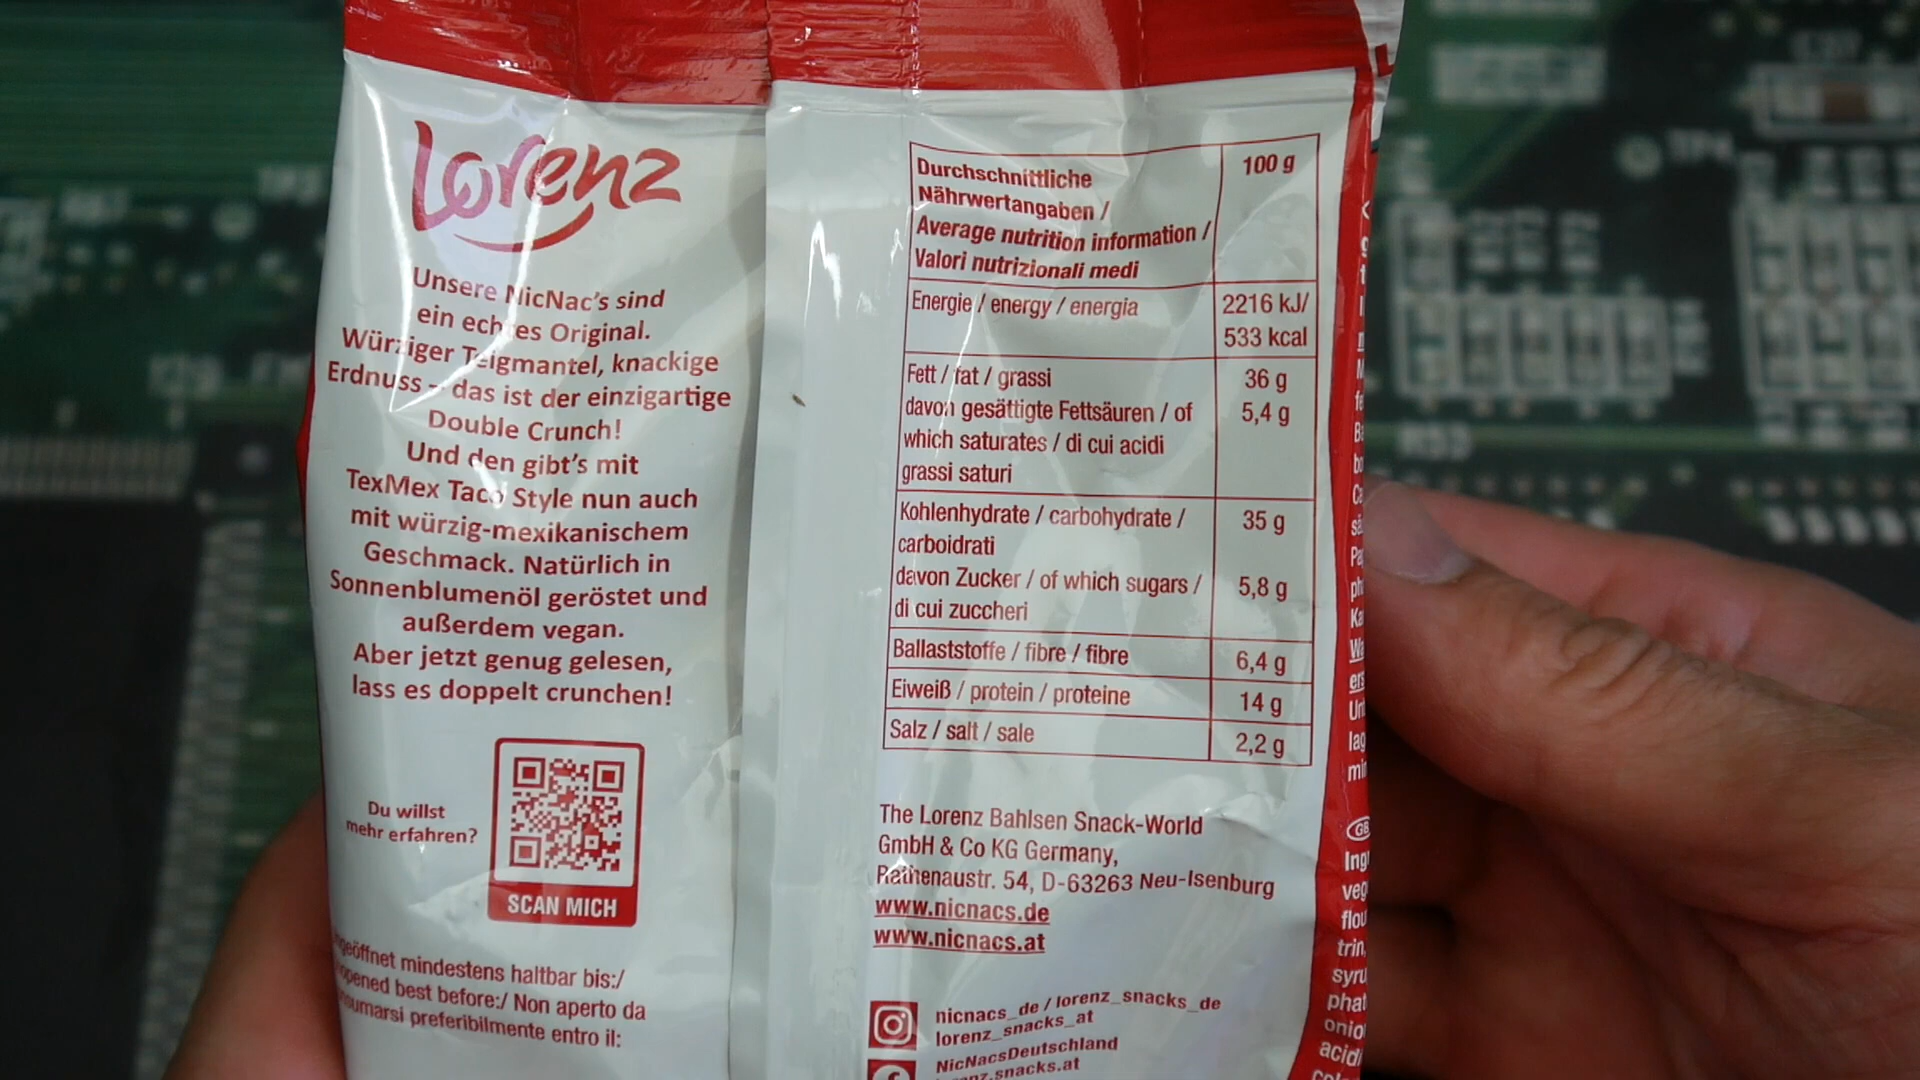 Lorenz
Unsere NicNac's sind
ein echtes Original.
Würziger Teigmantel, knackige
Erdnuss - das ist der einzigartige
Double Crunch!
Und den gibt's mit
TexMex Taco Style nun auch
mit würzig-mexikanischem
Geschmack. Natürlich in
Sonnenblumenöl geröstet und
außerdem vegan.
Aber jetzt genug gelesen,
lass es doppelt crunchen!
Du willst
mehr erfahren?
SCAN MICH
mindestens haltbar bis:/
best before:/ Non aperto da
preferibilmente entro il:
Durchschnittliche 100 g
Nährwertangaben /
Average nutrition information /
Valori nutrizionali medi
Energie / energy / energia 2216 kJ/
533 kcal
Fett / fat / grassi 36 g
davon gesättigte Fettsäuren / of 5,4 g
which saturates / di cui acidi
grassi saturi
Kohlenhydrate / carbohydrate / 35 g
carboidrati
davon Zucker / of which sugars / 5,8 g
di cui zuccheri
Ballaststoffe / fibre / fibre 6,4 g
Eiweiß / protein / proteine 14 g
Salz / salt / sale 2,2 g
The Lorenz Bahlsen Snack-World
GmbH & Co KG Germany,
Rathenaustr. 54, D-63263 Neu-Isenburg
www.nicnacs.de
www.nicnacs.at
nicnacs_de / lorenz_snacks_de
lorenz_snacks_at
NicNacsDeutschland
GB
R53